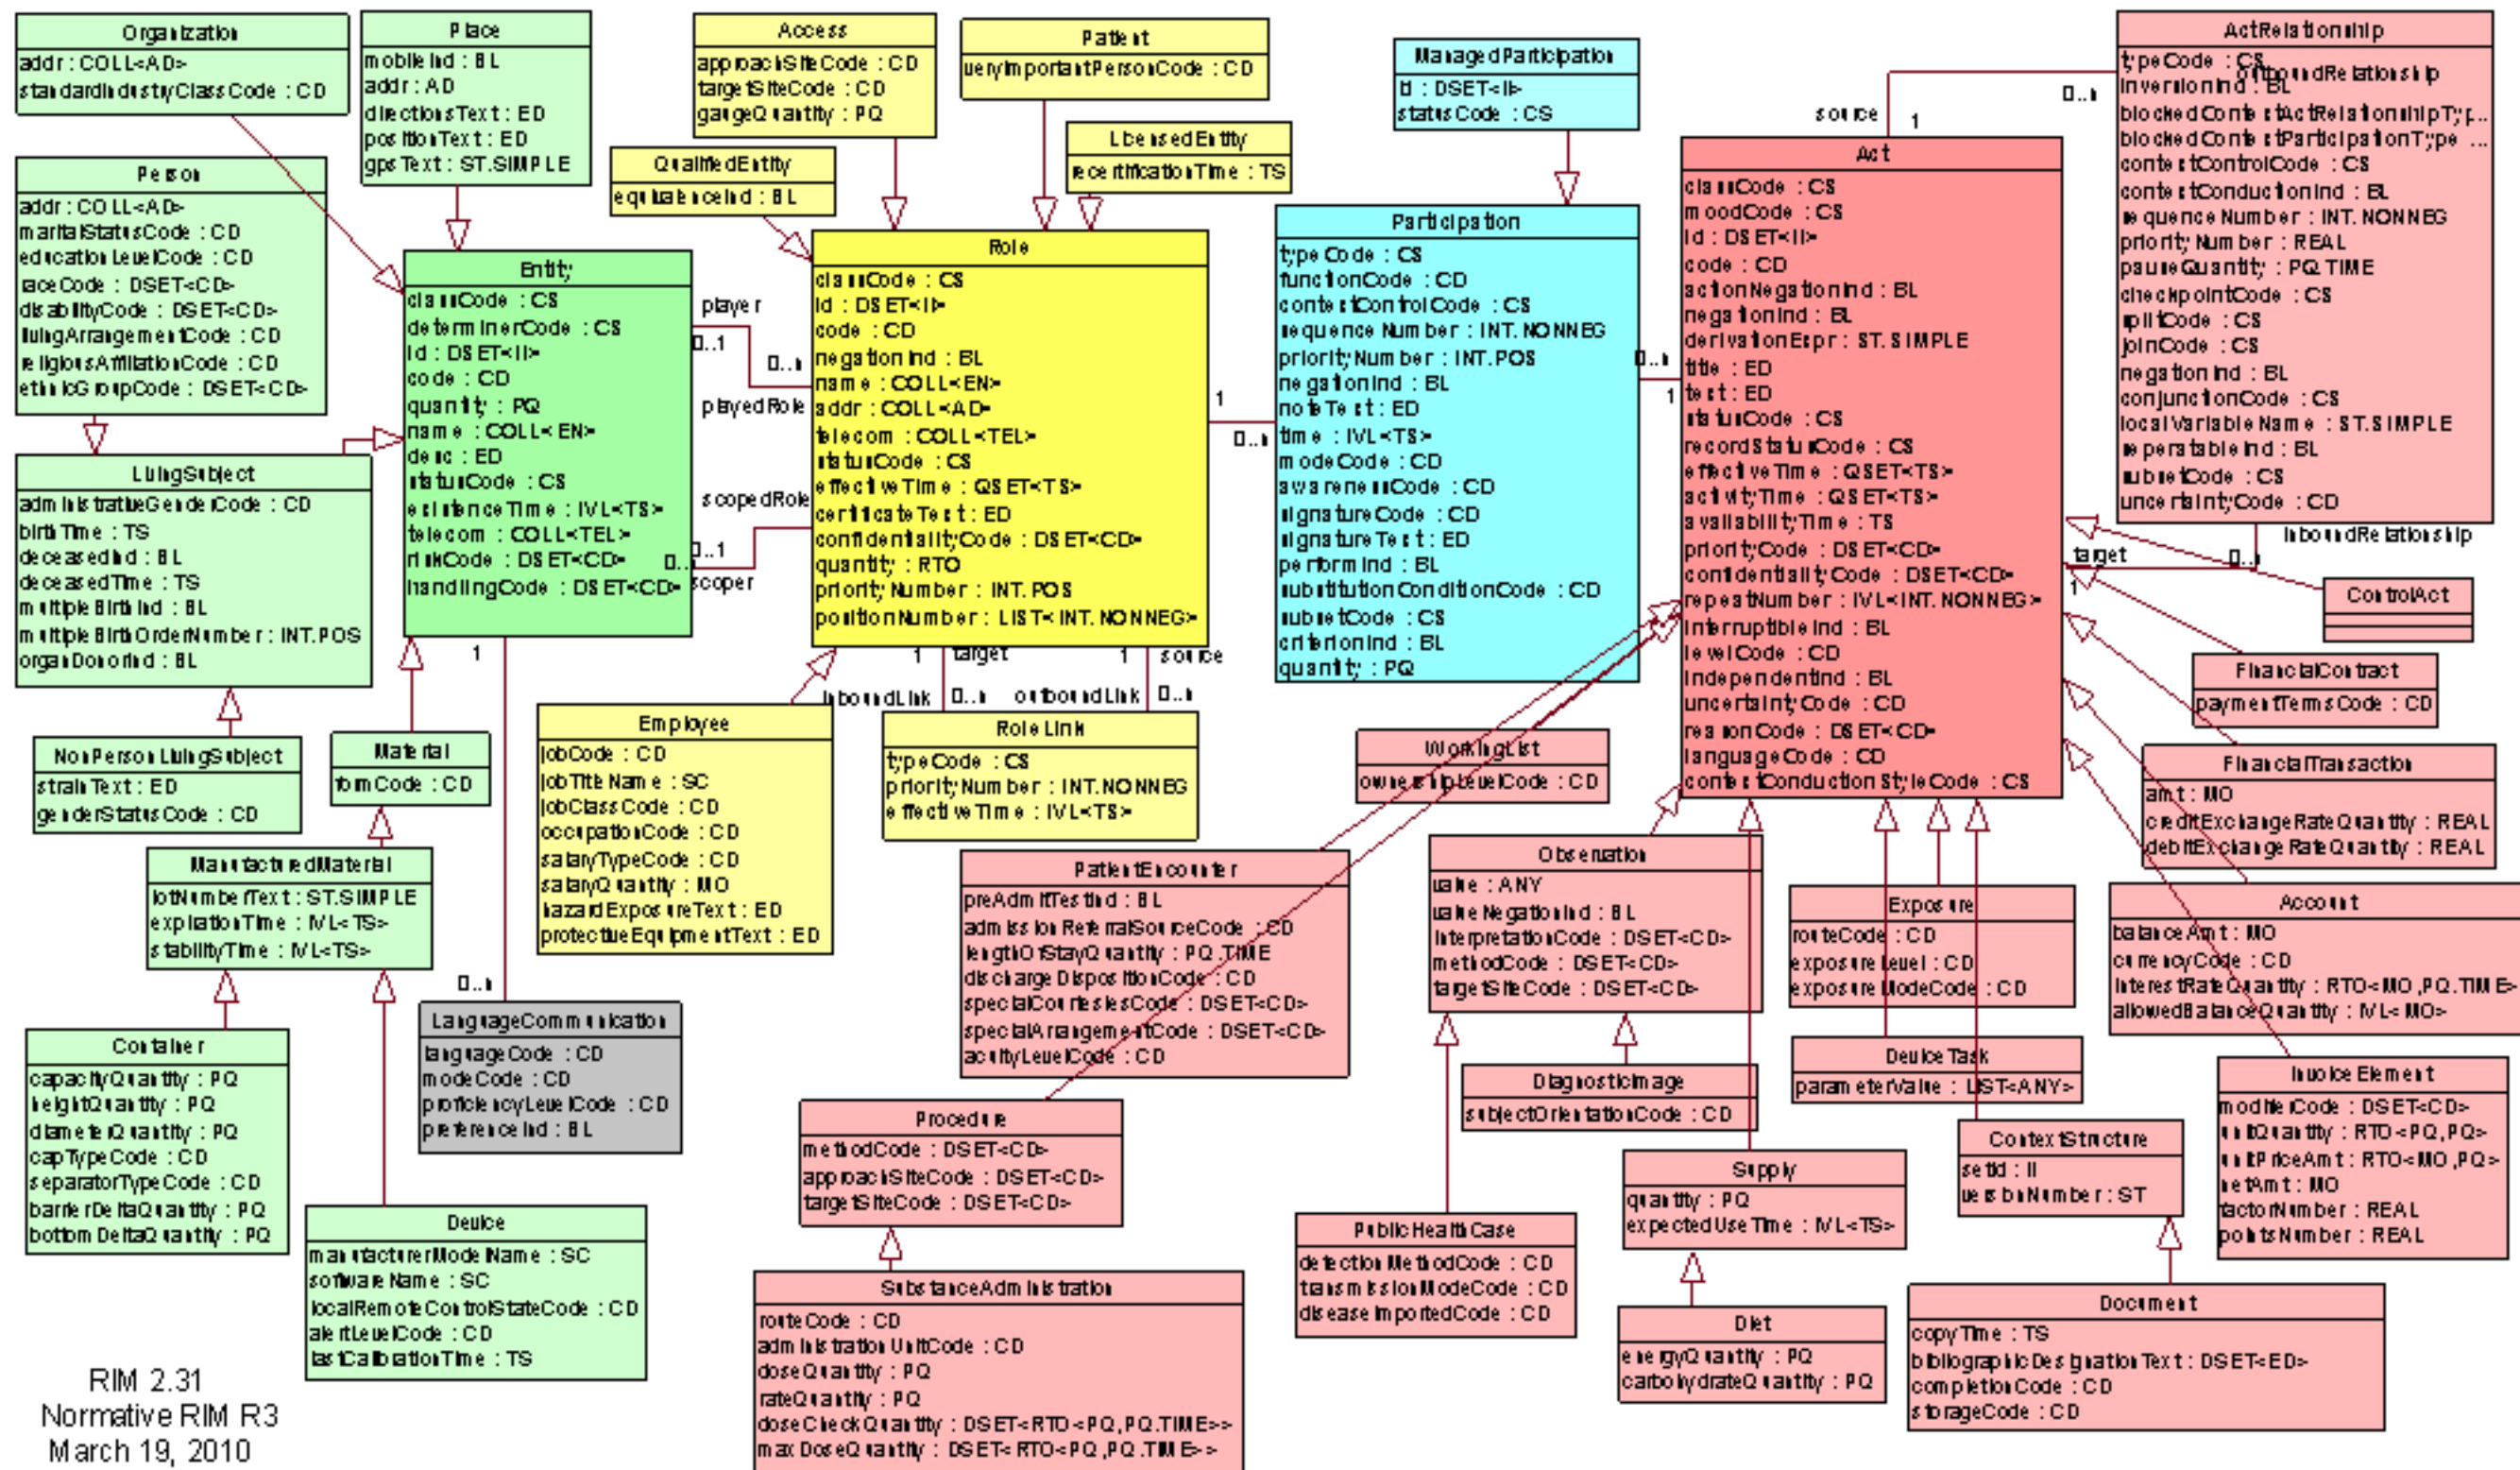 Organization
addr : COLL<AD>
standardIndustryClassCode : CD
Place
mobileInd : BL
addr : AD
directionsText : ED
positionText : ED
gpsText : ST.SIMPLE
Access
approachSiteCode : CD
targetSiteCode : CD
gaugeQuantity : PQ
Patient
veryImportantPersonCode : CD
ManagedParticipation
id : DSET<II>
statusCode : CS
ActRelationship
typeCode : CS
outboundRelationship
inversionInd : BL
blockedContextActRelationshipTyp...
blockedContextParticipationType ...
contextControlCode : CS
contextConductionInd : BL
sequenceNumber : INT.NONNEG
priorityNumber : REAL
pauseQuantity : PQ.TIME
checkpointCode : CS
splitCode : CS
joinCode : CS
negationInd : BL
conjunctionCode : CS
localVariableName : ST.SIMPLE
seperatableInd : BL
subsetCode : CS
uncertaintyCode : CD
source
1
0..n
Person
addr : COLL<AD>
maritalStatusCode : CD
educationLevelCode : CD
raceCode : DSET<CD>
disabilityCode : DSET<CD>
livingArrangementCode : CD
religiousAffiliationCode : CD
ethnicGroupCode : DSET<CD>
QualifiedEntity
equivalenceInd : BL
LicensedEntity
recertificationTime : TS
Entity
classCode : CS
determinerCode : CS
id : DSET<II>
code : CD
quantity : PQ
name : COLL<EN>
desc : ED
statusCode : CS
existenceTime : IVL<TS>
telecom : COLL<TEL>
riskCode : DSET<CD>
handlingCode : DSET<CD>
player
0..1
0..n
playedRole
scopedRole
0..1
0..
scoper
Role
classCode : CS
id : DSET<II>
code : CD
negationInd : BL
name : COLL<EN>
addr : COLL<AD>
telecom : COLL<TEL>
statusCode : CS
effectiveTime : QSET<TS>
certificateText : ED
confidentialityCode : DSET<CD>
quantity : RTO
priorityNumber : INT.POS
positionNumber : LIST<INT.NONNEG>
1
0..n
Participation
typeCode : CS
functionCode : CD
contextControlCode : CS
sequenceNumber : INT.NONNEG
priorityNumber : INT.POS
negationInd : BL
noteText : ED
time : IVL<TS>
modeCode : CD
awarenessCode : CD
signatureCode : CD
signatureText : ED
performInd : BL
substitutionConditionCode : CD
subsetCode : CS
criterionInd : BL
quantity : PQ
0..n
1
Act
classCode : CS
moodCode : CS
id : DSET<II>
code : CD
actionNegationInd : BL
negationInd : BL
derivationExpr : ST.SIMPLE
title : ED
text : ED
statusCode : CS
recordStatusCode : CS
effectiveTime : QSET<TS>
activityTime : QSET<TS>
availabilityTime : TS
priorityCode : DSET<CD>
confidentialityCode : DSET<CD>
repeatNumber : IVL<INT.NONNEG>
interruptibleInd : BL
levelCode : CD
independentInd : BL
uncertaintyCode : CD
reasonCode : DSET<CD>
languageCode : CD
contextConductionStyleCode : CS
inboundRelationship
target
0..n
1
ControlAct
FinancialContract
paymentTermsCode : CD
FinancialTransaction
amt : MO
creditExchangeRateQuantity : REAL
debitExchangeRateQuantity : REAL
LivingSubject
administrativeGenderCode : CD
birthTime : TS
deceasedInd : BL
deceasedTime : TS
multipleBirthInd : BL
multipleBirthOrderNumber : INT.POS
organDonorInd : BL
1
0..n
1
target
1
source
inboundLink
0..n
outboundLink
0..n
NonPersonLivingSubject
strainText : ED
genderStatusCode : CD
Material
formCode : CD
Employee
jobCode : CD
jobTitleName : SC
jobClassCode : CD
occupationCode : CD
salaryTypeCode : CD
salaryQuantity : MO
hazardExposureText : ED
protectiveEquipmentText : ED
RoleLink
typeCode : CS
priorityNumber : INT.NONNEG
effectiveTime : IVL<TS>
WorkingList
ownershipLevelCode : CD
ManufacturedMaterial
lotNumberText : ST.SIMPLE
expirationTime : IVL<TS>
stabilityTime : IVL<TS>
PatientEncounter
preAdmitTestInd : BL
admissionReferralSourceCode : CD
lengthOfStayQuantity : PQ.TIME
dischargeDispositionCode : CD
specialCourtesiesCode : DSET<CD>
specialArrangementCode : DSET<CD>
acuityLevelCode : CD
Observation
value : ANY
valueNegationInd : BL
interpretationCode : DSET<CD>
methodCode : DSET<CD>
targetSiteCode : DSET<CD>
Exposure
routeCode : CD
exposureLevel : CD
exposureModeCode : CD
Account
balanceAmt : MO
currencyCode : CD
interestRateQuantity : RTO<MO,PQ.TIME>
allowedBalanceQuantity : IVL<MO>
Container
capacityQuantity : PQ
heightQuantity : PQ
diameterQuantity : PQ
capTypeCode : CD
separatorTypeCode : CD
barrierDeltaQuantity : PQ
bottomDeltaQuantity : PQ
LanguageCommunication
languageCode : CD
modeCode : CD
proficiencyLevelCode : CD
preferenceInd : BL
DiagnosticImage
subjectOrientationCode : CD
DeviceTask
parameterValue : LIST<ANY>
InvoiceElement
modifierCode : DSET<CD>
unitQuantity : RTO<PQ,PQ>
unitPriceAmt : RTO<MO,PQ>
netAmt : MO
factorNumber : REAL
pointsNumber : REAL
Procedure
methodCode : DSET<CD>
approachSiteCode : DSET<CD>
targetSiteCode : DSET<CD>
ContextStructure
setId : II
versionNumber : ST
Supply
quantity : PQ
expectedUseTime : IVL<TS>
PublicHealthCase
detectionMethodCode : CD
transmissionModeCode : CD
diseaseImportedCode : CD
Device
manufacturerModelName : SC
softwareName : SC
localRemoteControlStateCode : CD
alertLevelCode : CD
lastCalibrationTime : TS
SubstanceAdministration
routeCode : CD
administrationUnitCode : CD
doseQuantity : PQ
rateQuantity : PQ
doseCheckQuantity : DSET<RTO<PQ,PQ.TIME>>
maxDoseQuantity : DSET<RTO<PQ,PQ.TIME>>
Diet
energyQuantity : PQ
carbohydrateQuantity : PQ
Document
copyTime : TS
bibliographicDesignationText : DSET<ED>
completionCode : CD
storageCode : CD
RIM 2.31
Normative RIM R3
March 19, 2010